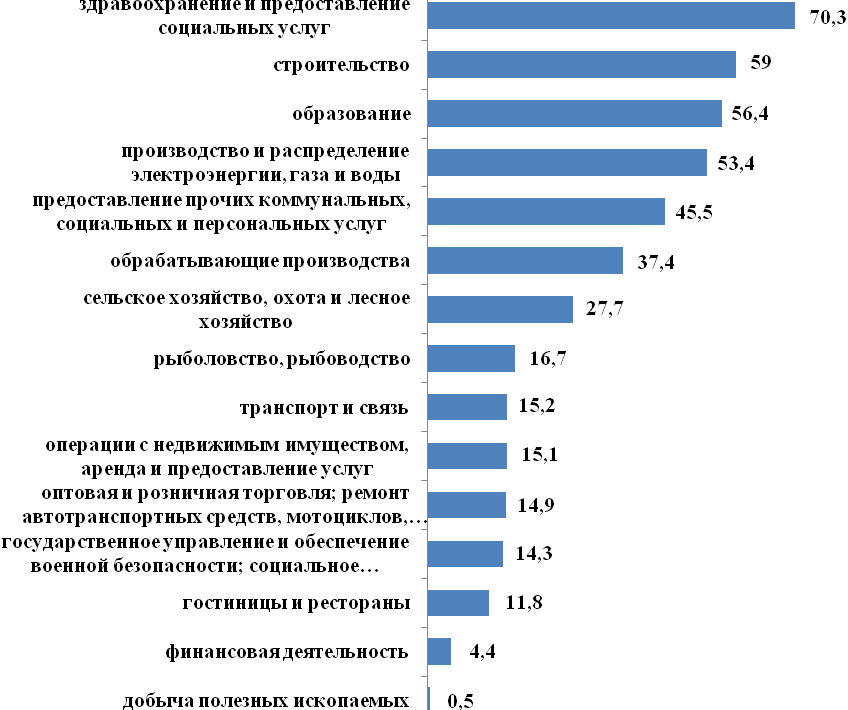 здравоохранение и предоставление
социальных услуг
70,3
строительство
59
образование
56,4
производство и распределение
электроэнергии, газа и воды
53,4
предоставление прочих коммунальных,
социальных и персональных услуг
45,5
обрабатывающие производства
37,4
сельское хозяйство, охота и лесное
хозяйство
27,7
рыболовство, рыбоводство
16,7
транспорт и связь
15,2
операции с недвижимым имуществом,
аренда и предоставление услуг
15,1
оптовая и розничная торговля; ремонт
автотранспортных средств, мотоциклов,…
14,9
государственное управление и обеспечение
военной безопасности; социальное…
14,3
гостиницы и рестораны
11,8
финансовая деятельность
4,4
добыча полезных ископаемых
0,5